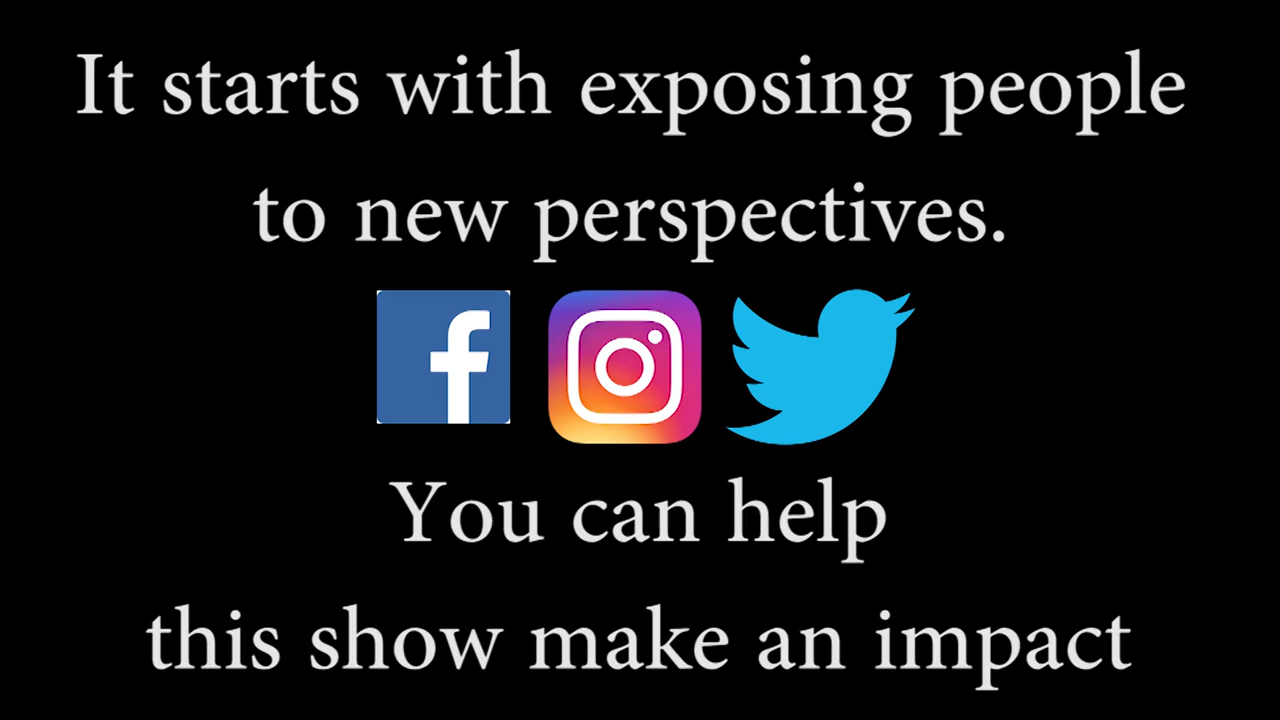 It starts with exposing people
to new perspectives.
You can help
this show make an impact